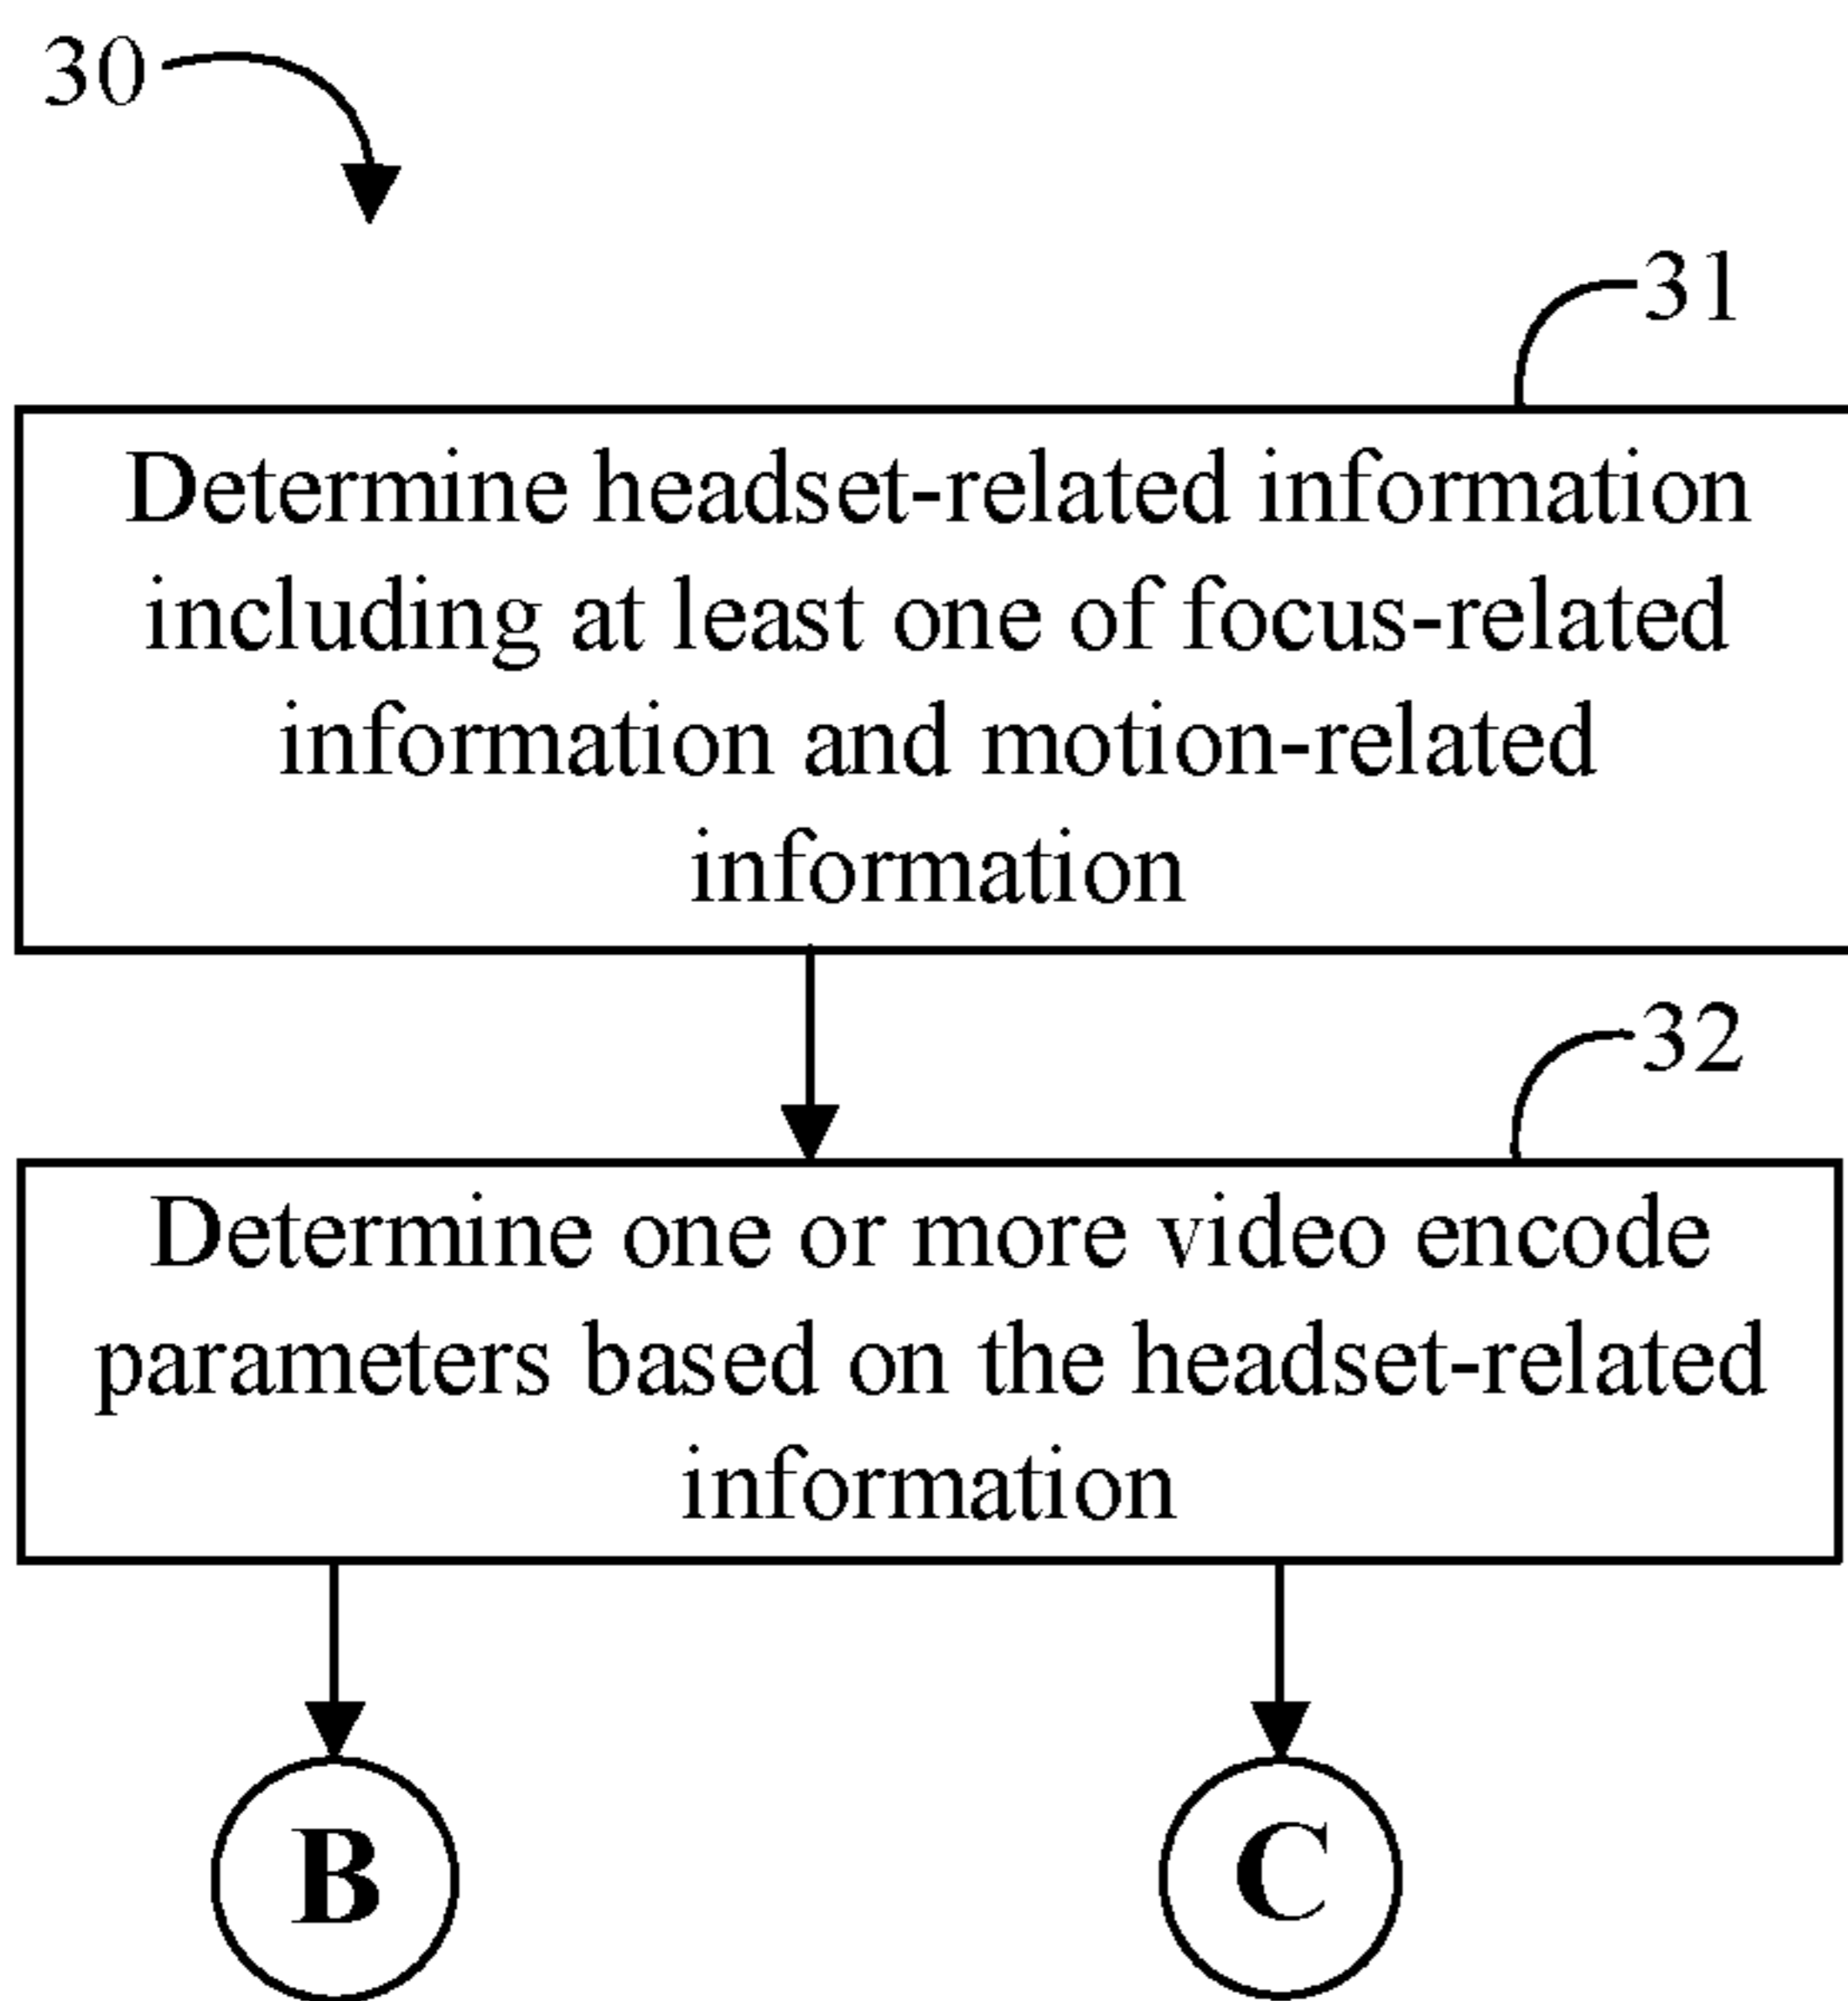 30
31
Determine headset-related information
including at least one of focus-related
information and motion-related
information
32
Determine one or more video encode
parameters based on the headset-related
information
B
C